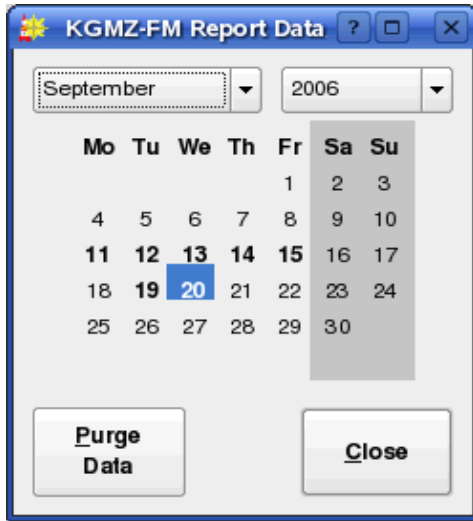 KGMZ-FM Report Data ?
September 2006
Mo Tu We Th Fr Sa Su
1 2 3
4 5 6 7 8 9 10
11 12 13 14 15 16 17
18 19 20 21 22 23 24
25 26 27 28 29 30
Purge
Data
Close